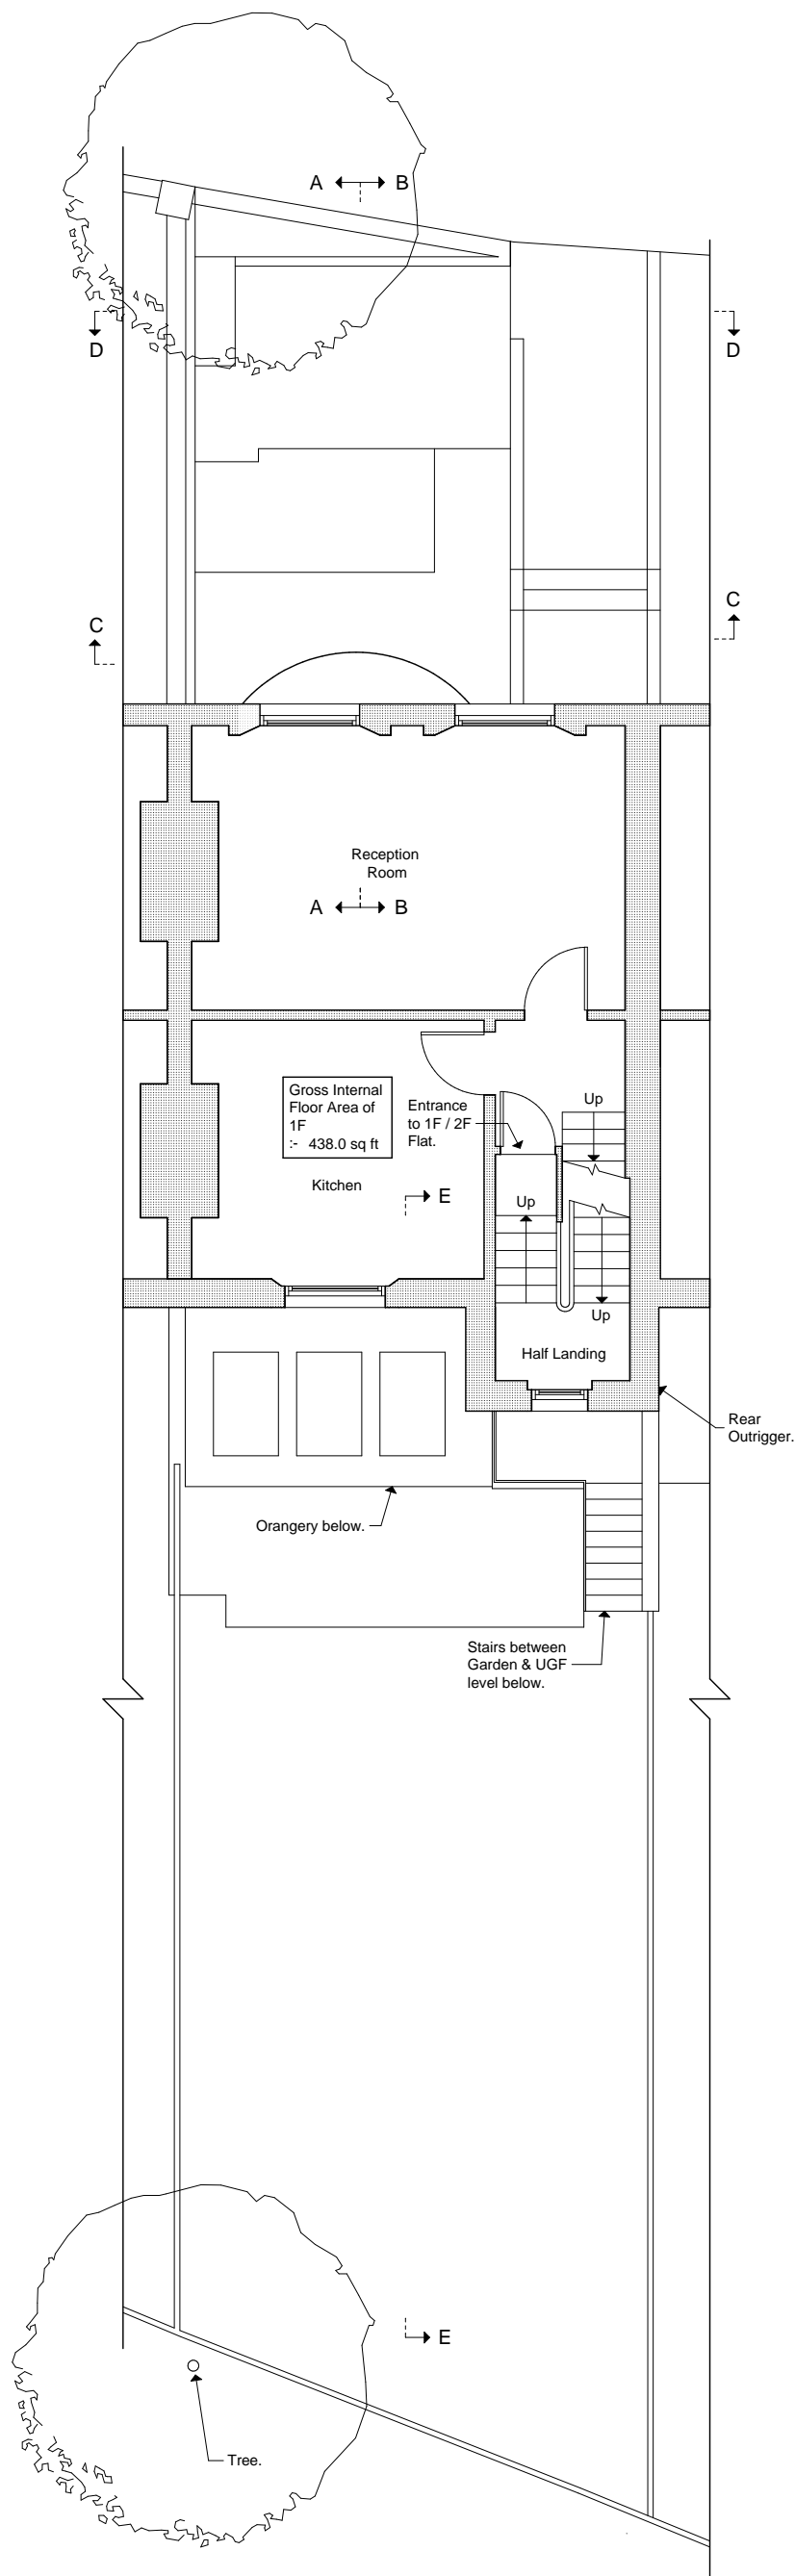 A B
D D
C
C
Reception
Room
A B
Gross Internal
Floor Area of
1F
:- 438.0 sq ft
Entrance
to 1F / 2F
Flat.
Up
Kitchen
E
Up
Up
Half Landing
Rear
Outrigger.
Orangery below.
Stairs between
Garden & UGF
level below.
E
Tree.